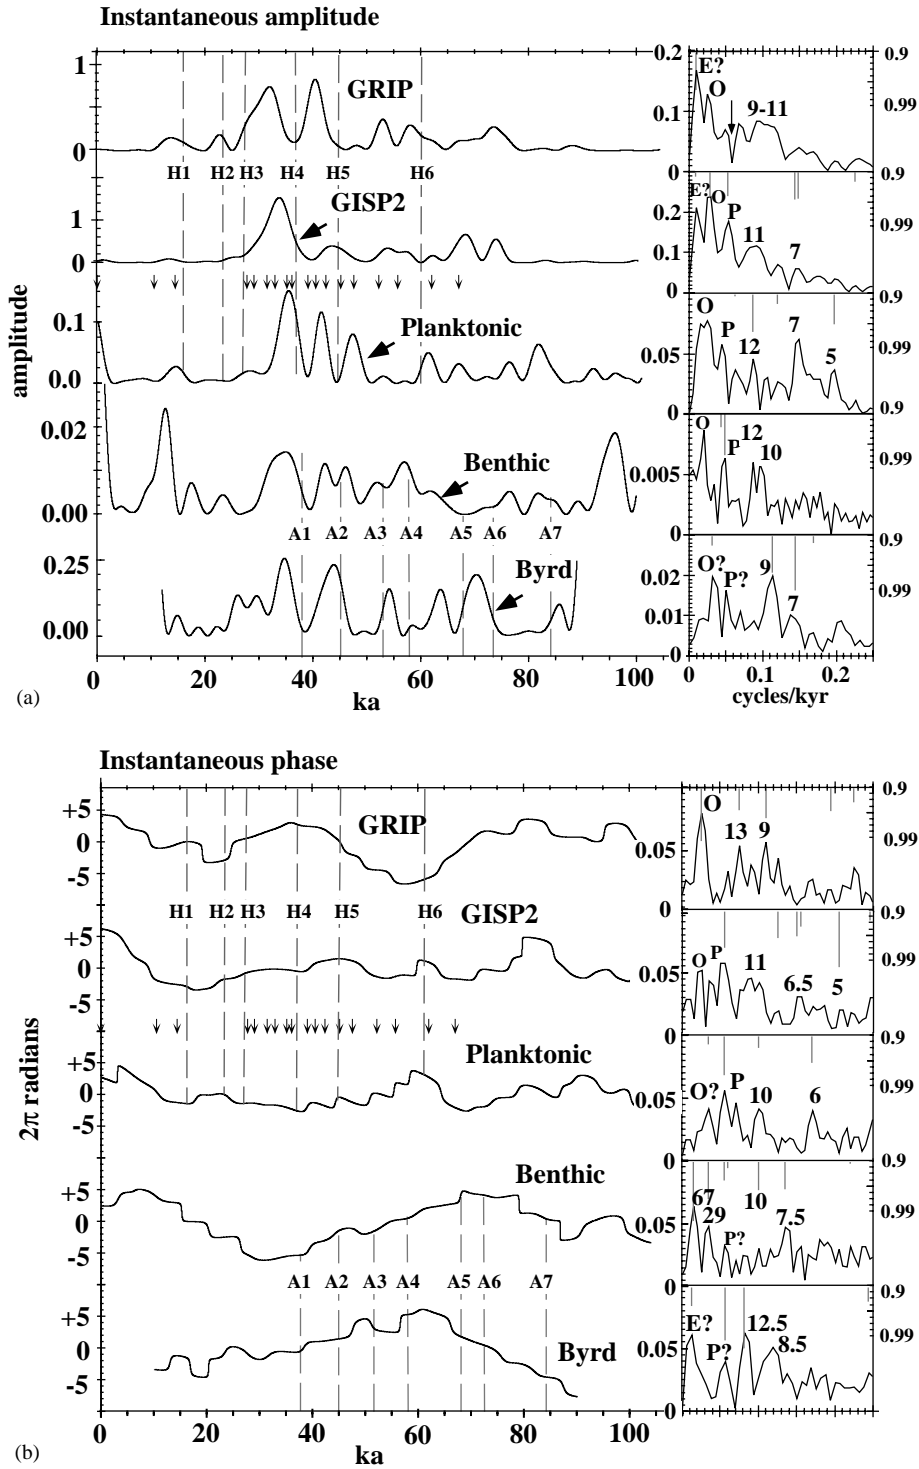 Instantaneous amplitude
1
0
GRIP
H1 H2 H3 H4 H5 H6
1
0
GISP2
0.1
0.0
Planktonic
amplitude
0.02
0.00
Benthic
A1 A2 A3 A4 A5 A6 A7
0.25
0.00
Byrd
0 20 40 60 80 100
ka
(a)
0.2
0.1
0
E?
O
9-11
0.9
0.99
0.2
0.1
0
E?
O
P
11
7
0.9
0.99
0.05
0
O
P
12
7
5
0.9
0.99
0.005
0
O
P
12
10
0.9
0.99
0.02
0.01
0
O?
P?
9
7
0.9
0.99
0 0.1 0.2
cycles/kyr
Instantaneous phase
+5
0
-5
GRIP
H1 H2 H3 H4 H5 H6
GISP2
+5
0
-5
Planktonic
+5
0
-5
2π radians
Benthic
+5
0
-5
A1 A2 A3 A4 A5 A6 A7
+5
0
-5
Byrd
0 20 40 60 80 100
ka
(b)
0.05
0
O
13
9
0.9
0.99
0.05
0
O
P
11
6.5
5
0.9
0.99
0.05
0
O?
P
10
6
0.9
0.99
0.05
0
67
29
P?
10
7.5
0.9
0.99
0.05
0
E?
P?
12.5
8.5
0.9
0.99
0.9